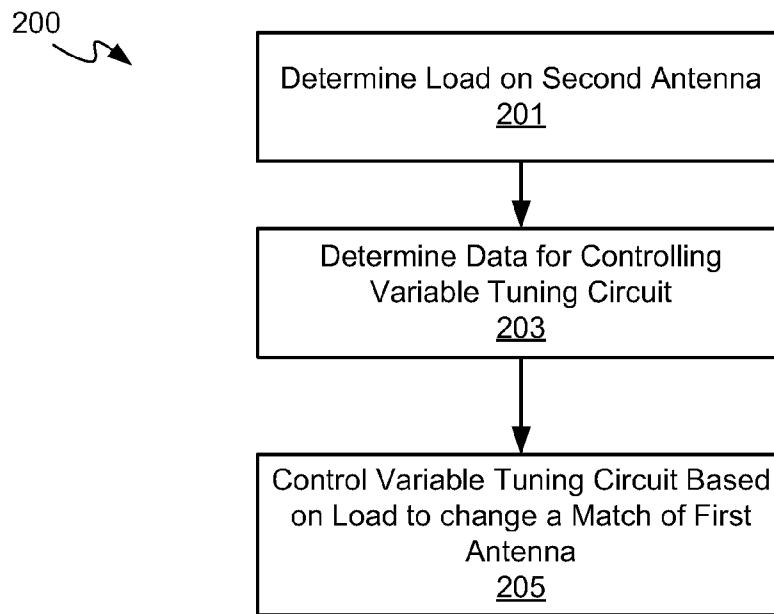 200
Determine Load on Second Antenna
201
Determine Data for Controlling
Variable Tuning Circuit
203
Control Variable Tuning Circuit Based
on Load to change a Match of First
Antenna
205